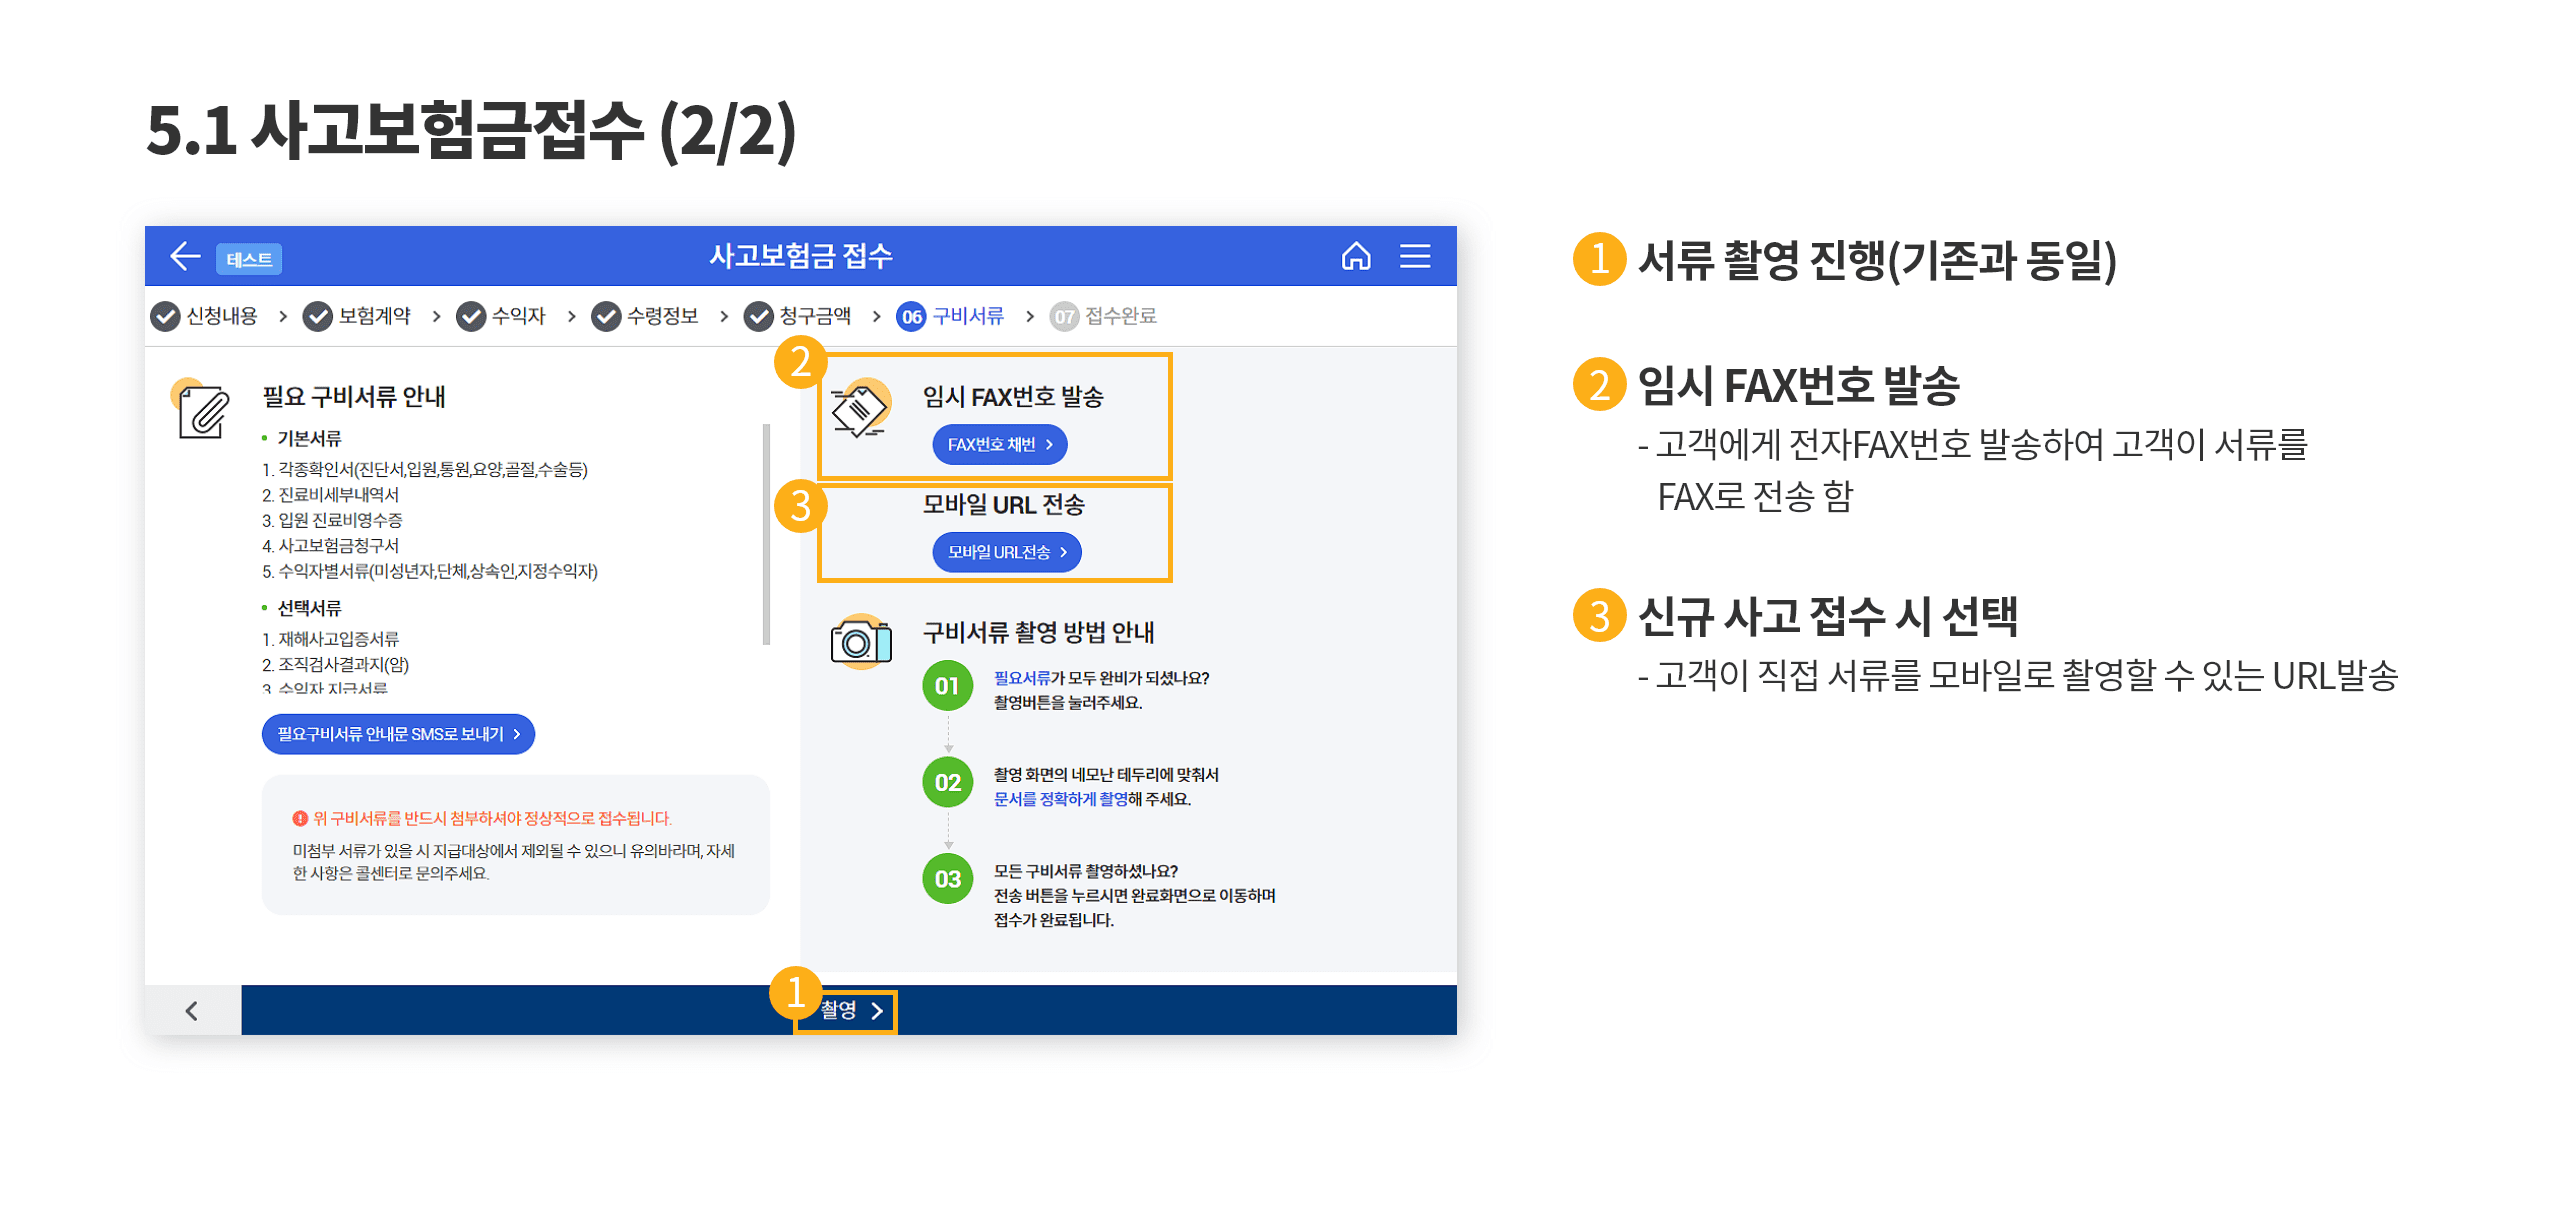 5.1 사고보험금접수 (2/2)
테스트
사고보험금 접수
신청내용
보험계약
수익자
수령정보
청구금액
06 구비서류
07 접수완료
필요 구비서류 안내
기본서류
1. 각종확인서(진단서,입원,통원,요양,골절,수술등)
2. 진료비세부내역서
3. 입원 진료비영수증
4. 사고보험금청구서
5. 수익자별서류(미성년자,단체,상속인,지정수익자)
선택서류
1. 재해사고입증서류
2. 조직검사결과지(암)
3. 수익자 지급서류
필요구비서류 안내문 SMS로 보내기
위 구비서류를 반드시 첨부하셔야 정상적으로 접수됩니다.
미첨부 서류가 있을 시 지급대상에서 제외될 수 있으니 유의바라며, 자세
한 사항은 콜센터로 문의주세요.
2
임시 FAX번호 발송
FAX번호 채번
3
모바일 URL 전송
모바일 URL전송
구비서류 촬영 방법 안내
01
필요서류가 모두 완비가 되셨나요?
촬영버튼을 눌러주세요.
02
촬영 화면의 네모난 테두리에 맞춰서
문서를 정확하게 촬영해 주세요.
03
모든 구비서류 촬영하셨나요?
전송 버튼을 누르시면 완료화면으로 이동하며
접수가 완료됩니다.
1
촬영
1 서류 촬영 진행(기존과 동일)
2 임시 FAX번호 발송
- 고객에게 전자FAX번호 발송하여 고객이 서류를
FAX로 전송 함
3 신규 사고 접수 시 선택
- 고객이 직접 서류를 모바일로 촬영할 수 있는 URL발송